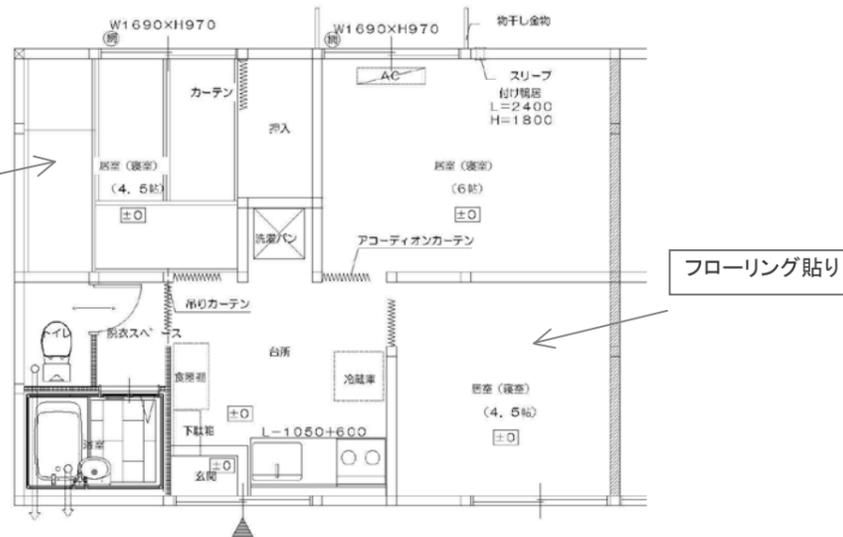 W1690×H970
網
W1690×H970
網
物干し金物
AC
スリーブ
付け鴨居
L=2400
H=1800
カーテン
押入
居室（寝室）
（4．5帖）
±0
居室（寝室）
（6帖）
±0
洗濯パン
アコーディオンカーテン
フローリング貼り
吊りカーテン
トイレ
脱衣スペース
台所
食器棚
冷蔵庫
居室（寝室）
（4．5帖）
±0
±0
下駄箱
L-1050+600
浴室
±0
玄関